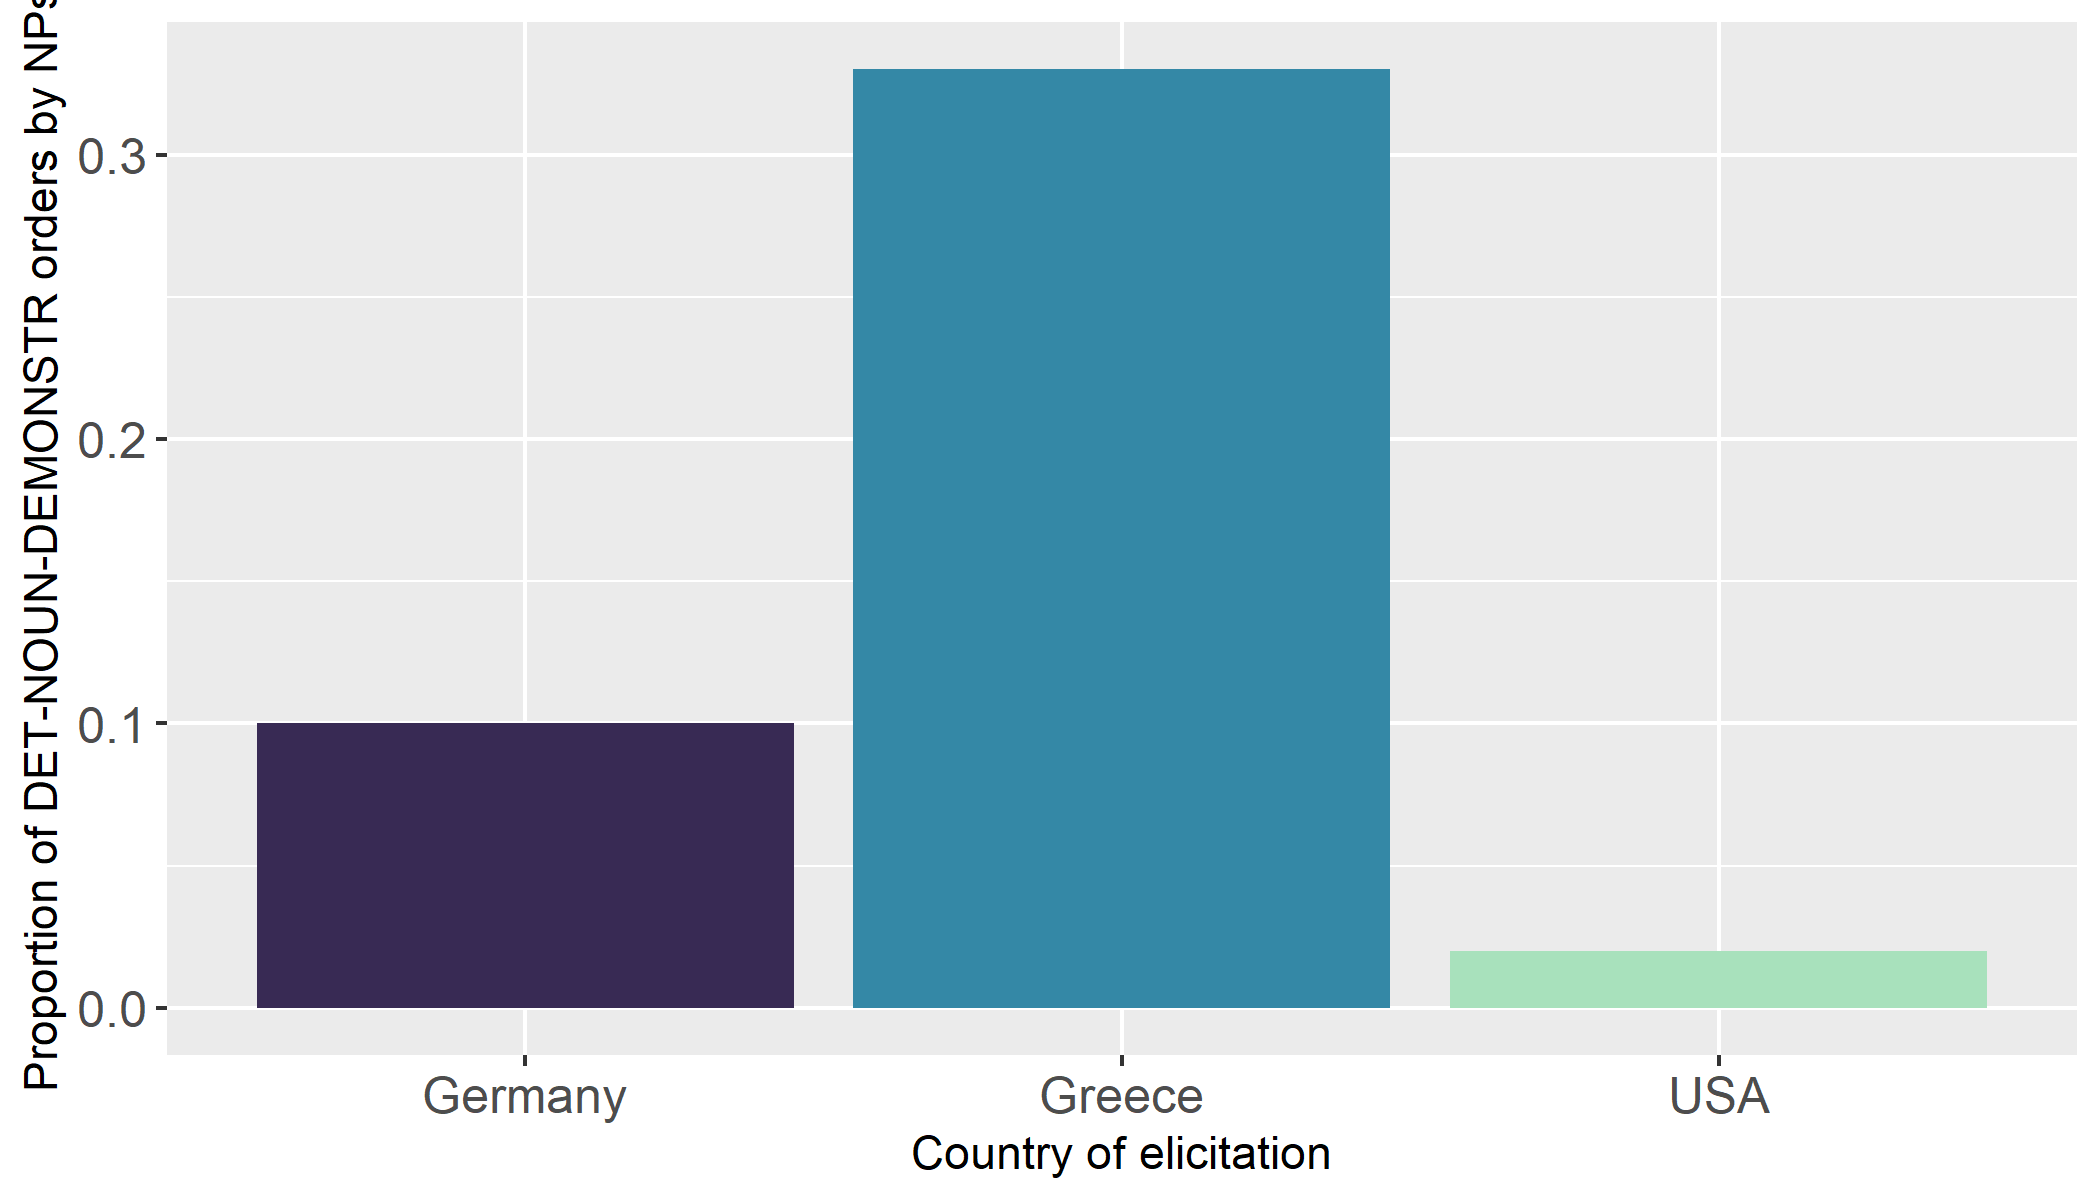 Proportion of DET-NOUN-DEMONSTR orders by NPs
0.3
0.2
0.1
0.0
Germany Greece USA
Country of elicitation